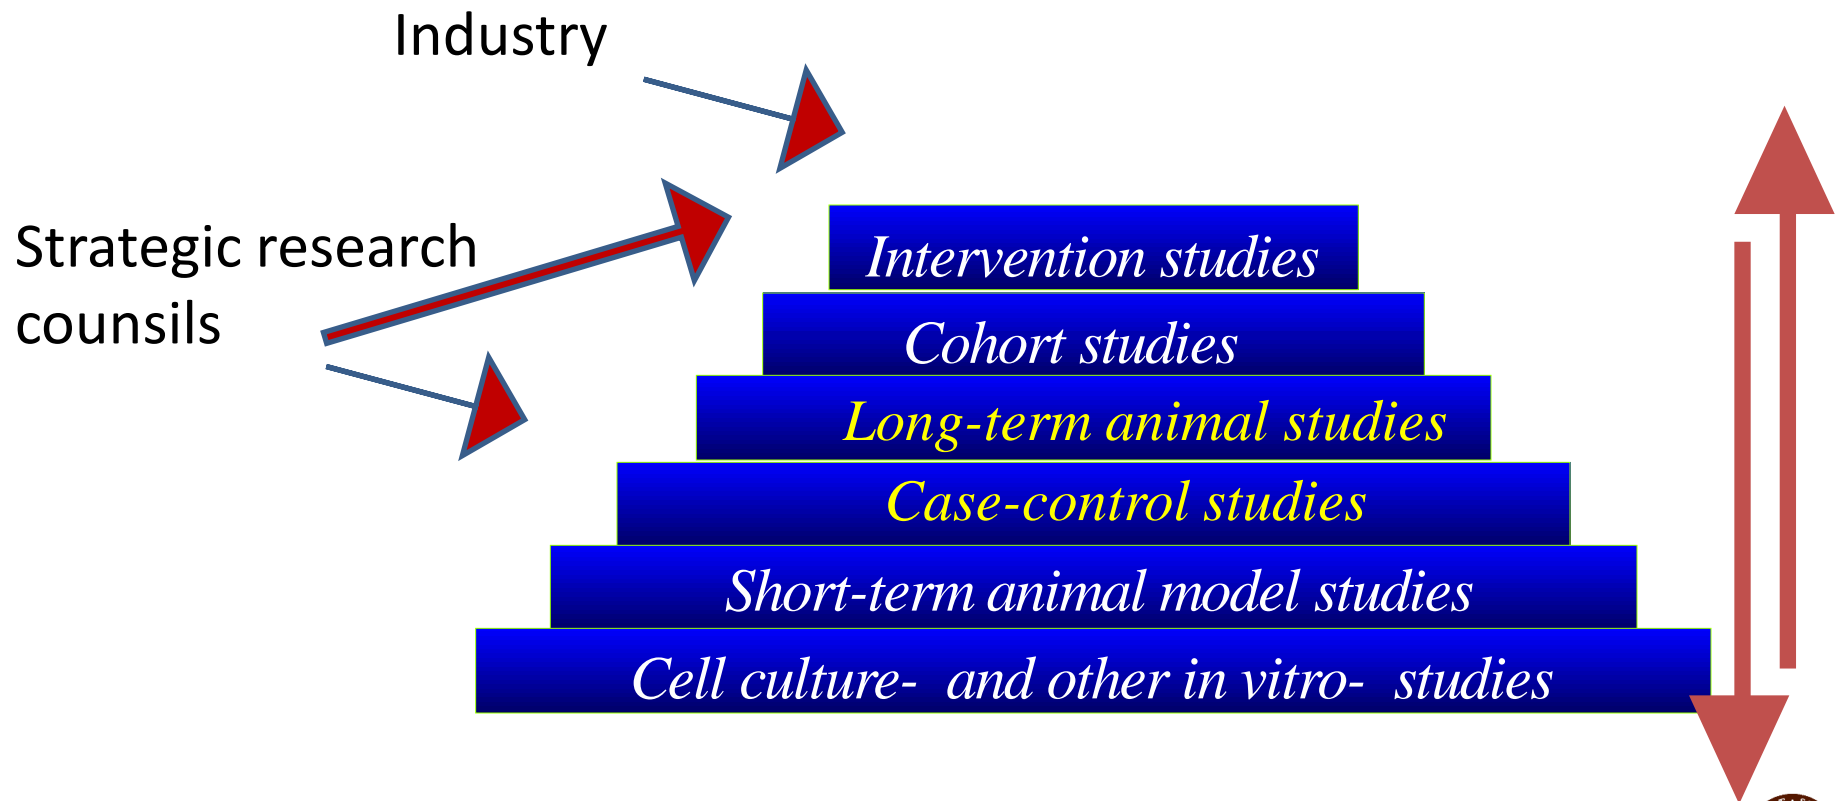 Industry
Strategic research
counsils
Intervention studies
Cohort studies
Long-term animal studies
Case-control studies
Short-term animal model studies
Cell culture- and other in vitro- studies